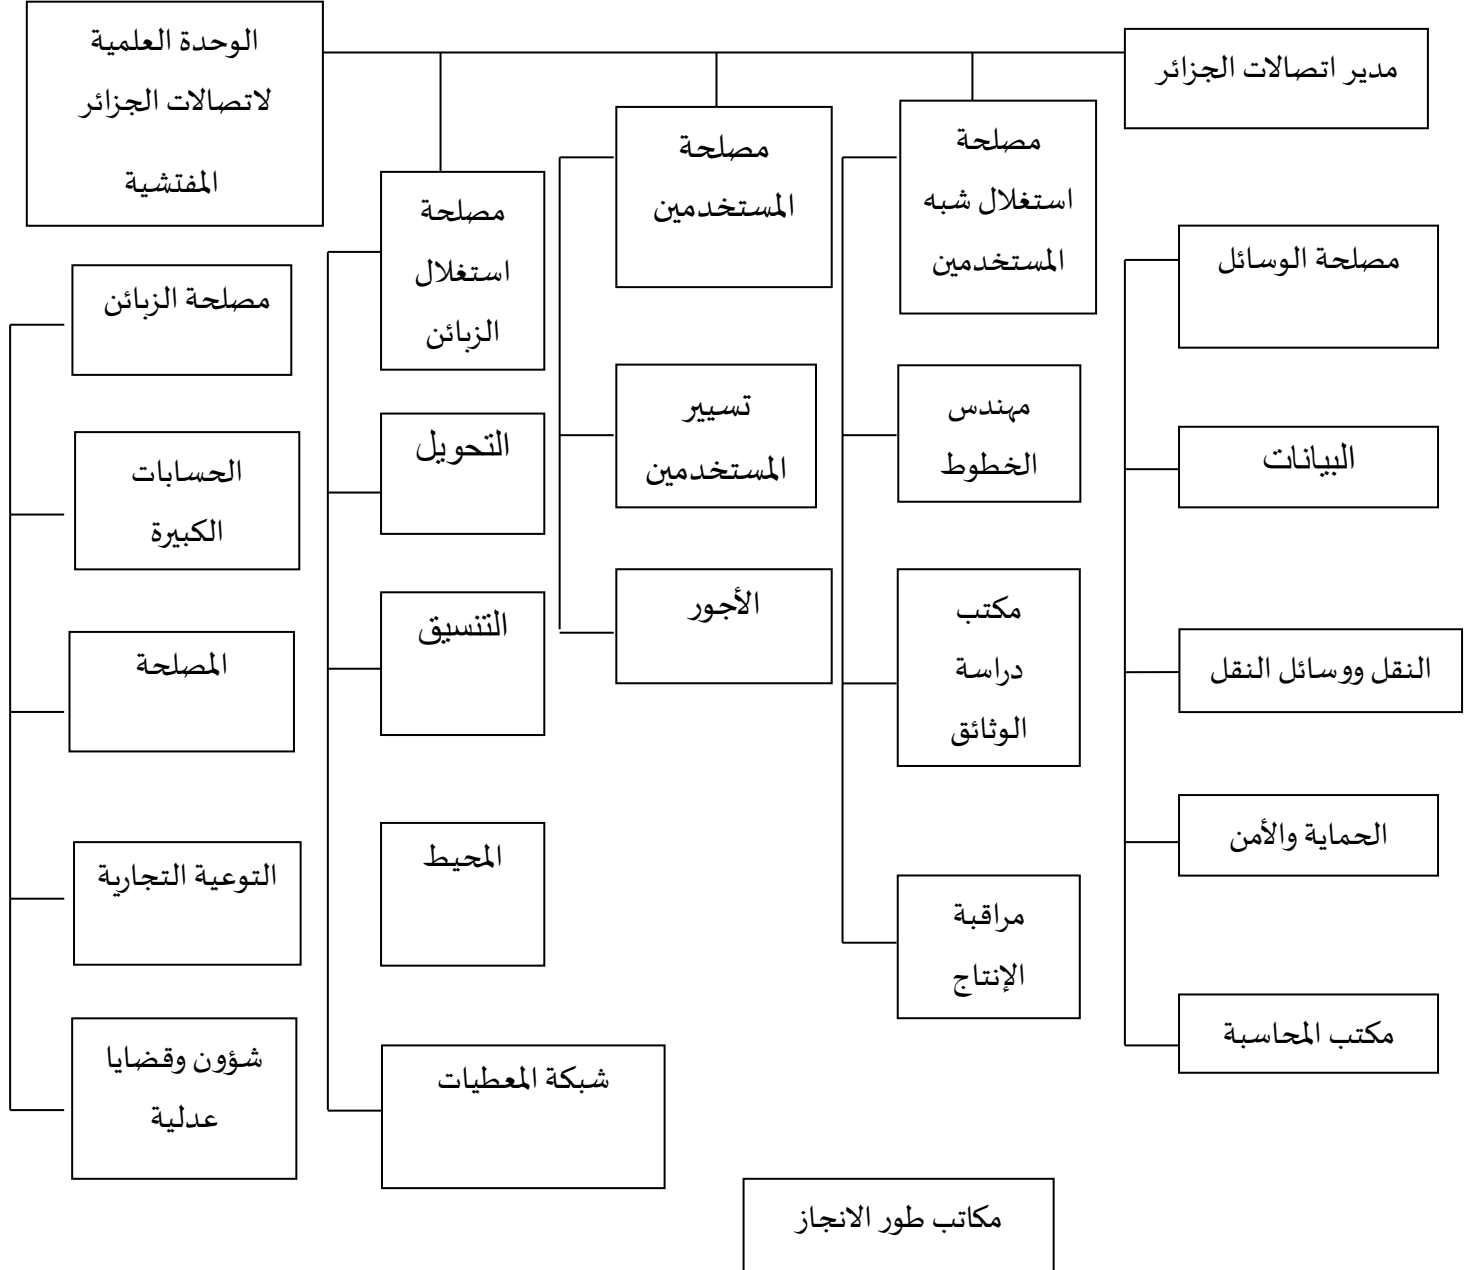 مدير اتصالات الجزائر
الوحدة العلمية
لاتصالات الجزائر
المفتشية
مصلحة الوسائل
البيانات
النقل ووسائل النقل
الحماية والأمن
مكتب المحاسبة
مصلحة
استغلال شبه
المستخدمين
مهندس
الخطوط
مكتب
دراسة
الوثائق
مراقبة
الإنتاج
مصلحة
المستخدمين
تسيير
المستخدمين
الأجور
مصلحة
استغلال
الزبائن
التحويل
التنسيق
المحيط
شبكة المعطيات
مصلحة الزبائن
الحسابات
الكبيرة
المصلحة
التوعية التجارية
شؤون وقضايا
عدلية
مكاتب طور الانجاز